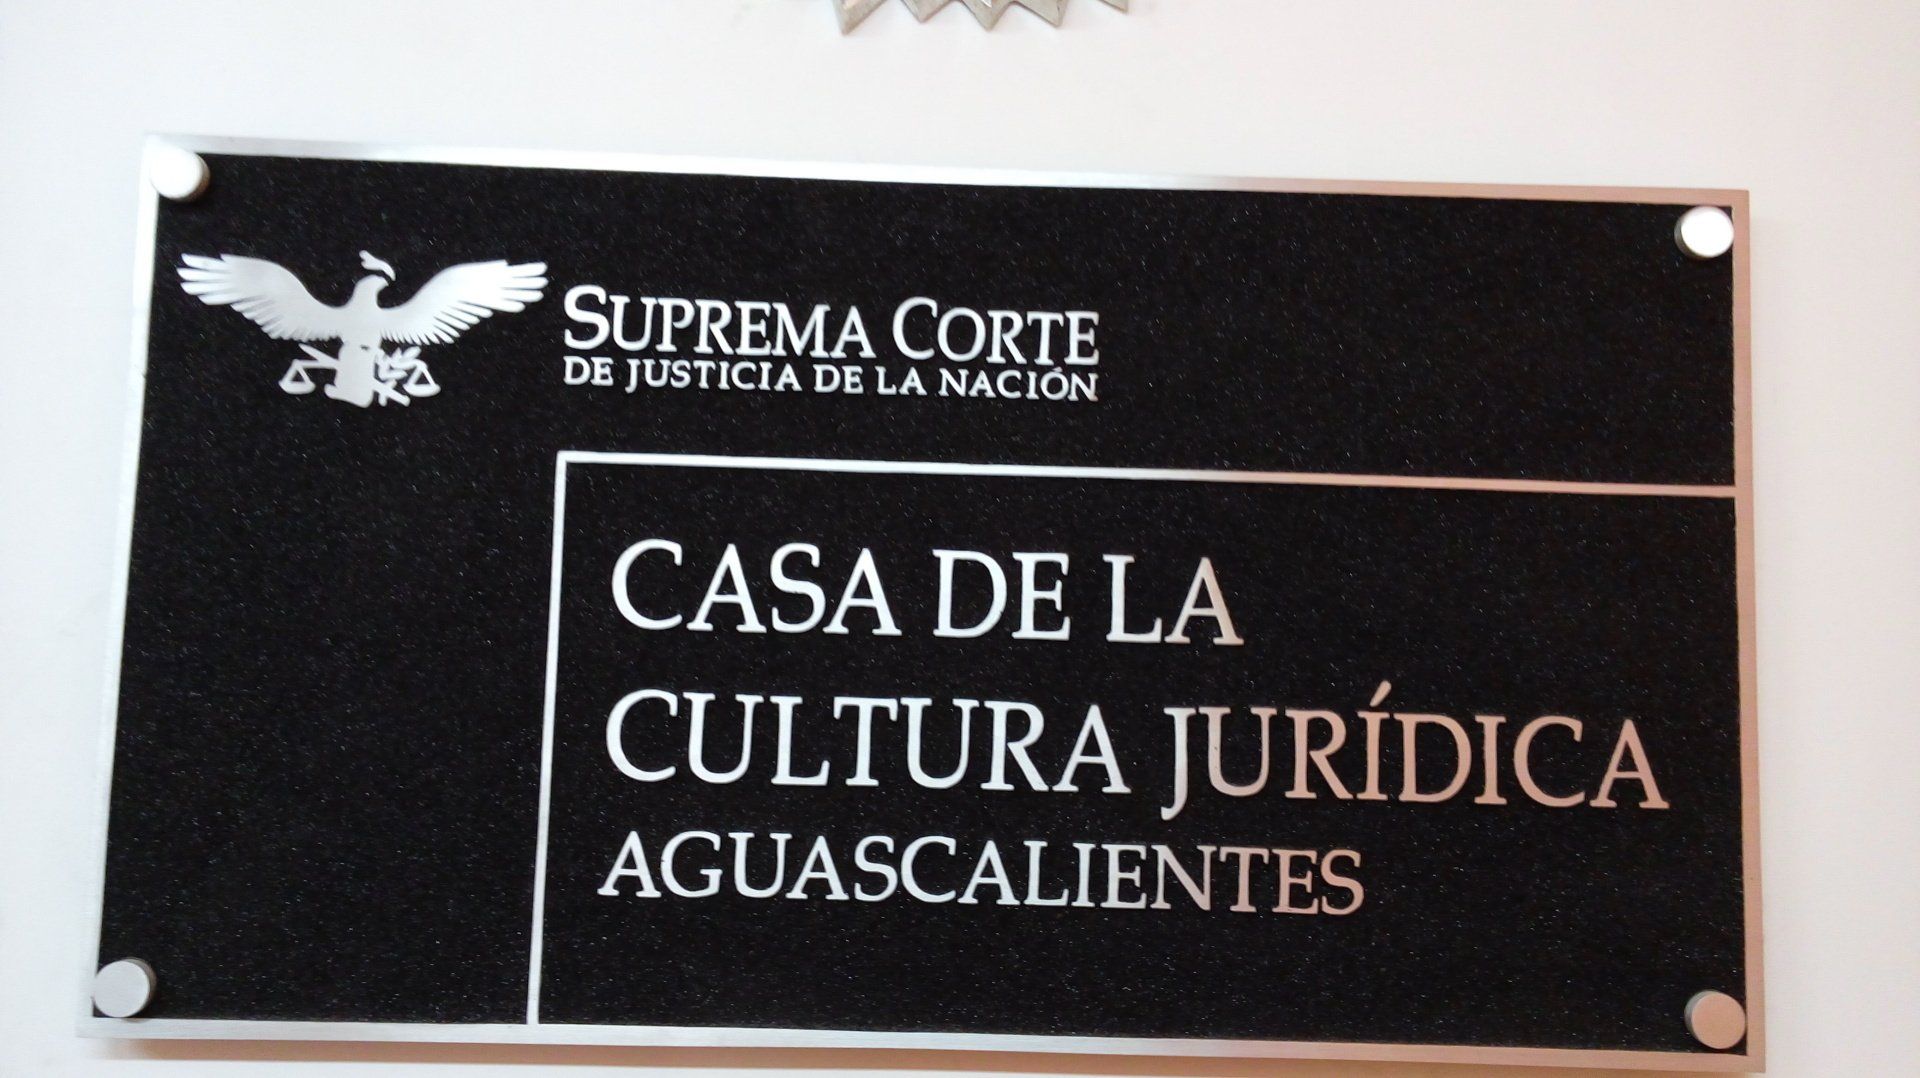 SUPREMA CORTE
DE JUSTICIA DE LA NACIÓN
CASA DE LA
CULTURA JURÍDICA
AGUASCALIENTES